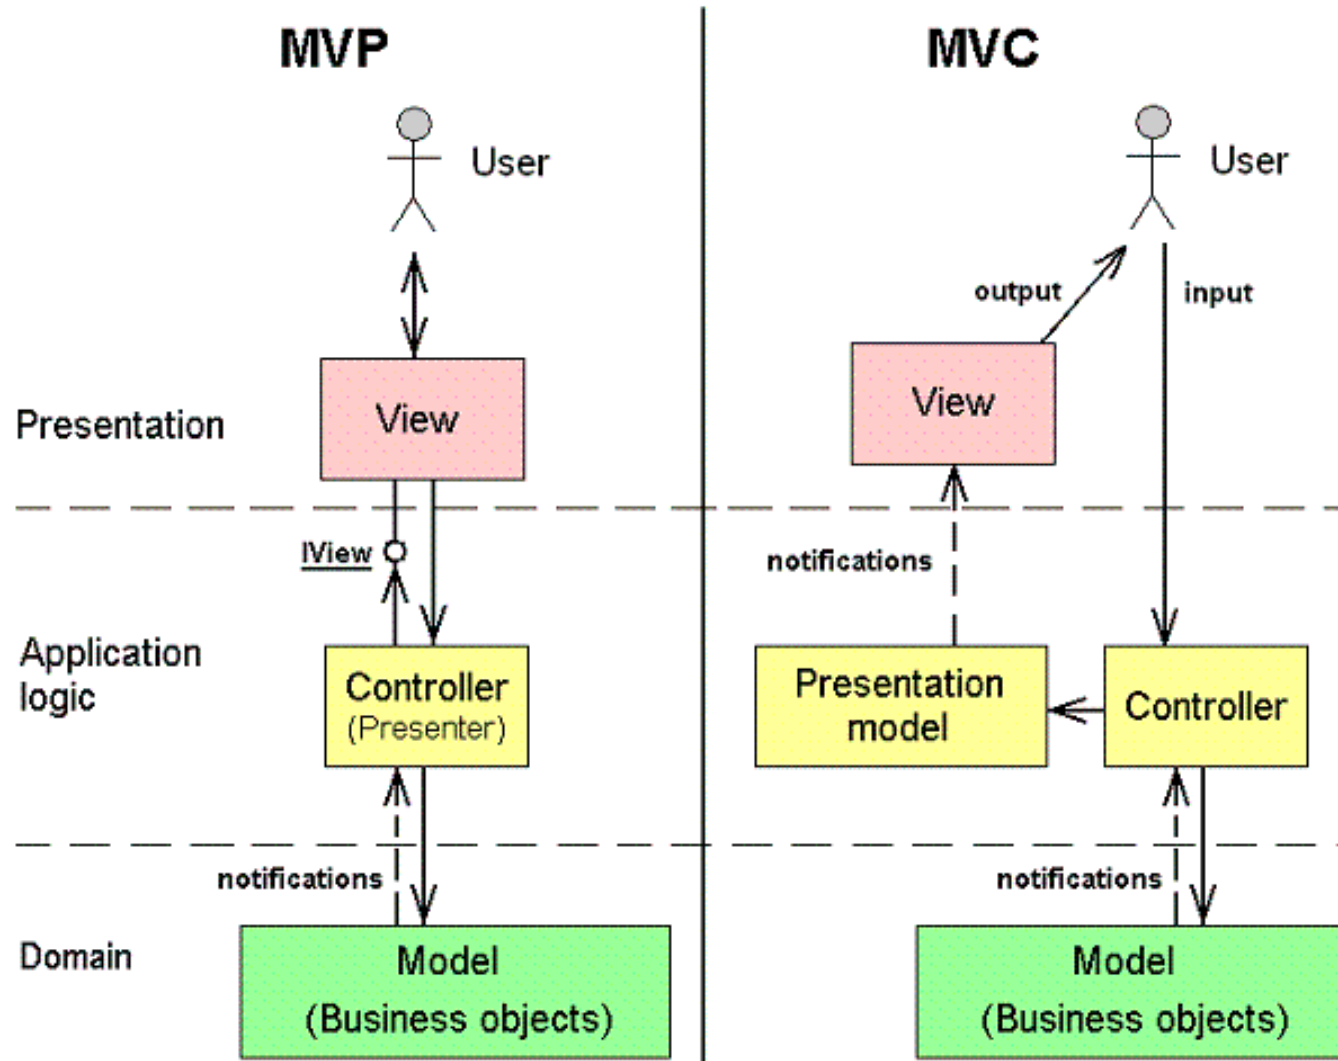 MVP
User
View
Presentation
IView
Application
logic
Controller
(Presenter)
notifications
Domain
Model
(Business objects)
MVC
User
output
input
View
notifications
Presentation
model
Controller
notifications
Model
(Business objects)